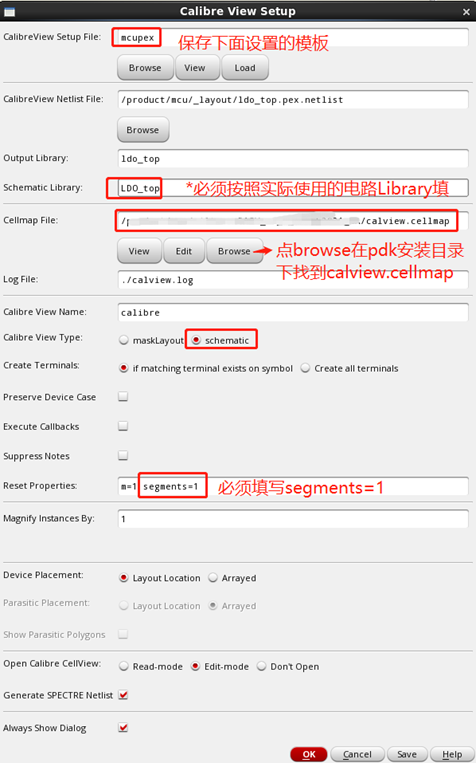 Calibre View Setup
CalibreView Setup File: mcupex 保存下面设置的模板
Browse View Load
CalibreView Netlist File: /product/mcu/_layout/ldo_top.pex.netlist
Browse
Output Library: ldo_top
Schematic Library: LDO_top *必须按照实际使用的电路Library填
Cellmap File: /calview.cellmap
View Edit Browse 点browse在pdk安装目录
下找到calview.cellmap
Log File: ./calview.log
Calibre View Name: calibre
Calibre View Type: maskLayout schematic
Create Terminals: if matching terminal exists on symbol Create all terminals
Preserve Device Case
Execute Callbacks
Suppress Notes
Reset Properties: m=1 segments=1 必须填写segments=1
Magnify Instances By: 1
Device Placement: Layout Location Arrayed
Parasitic Placement: Layout Location Arrayed
Show Parasitic Polygons
Open Calibre CellView: Read-mode Edit-mode Don't Open
Generate SPECTRE Netlist
Always Show Dialog
OK Cancel Save Help